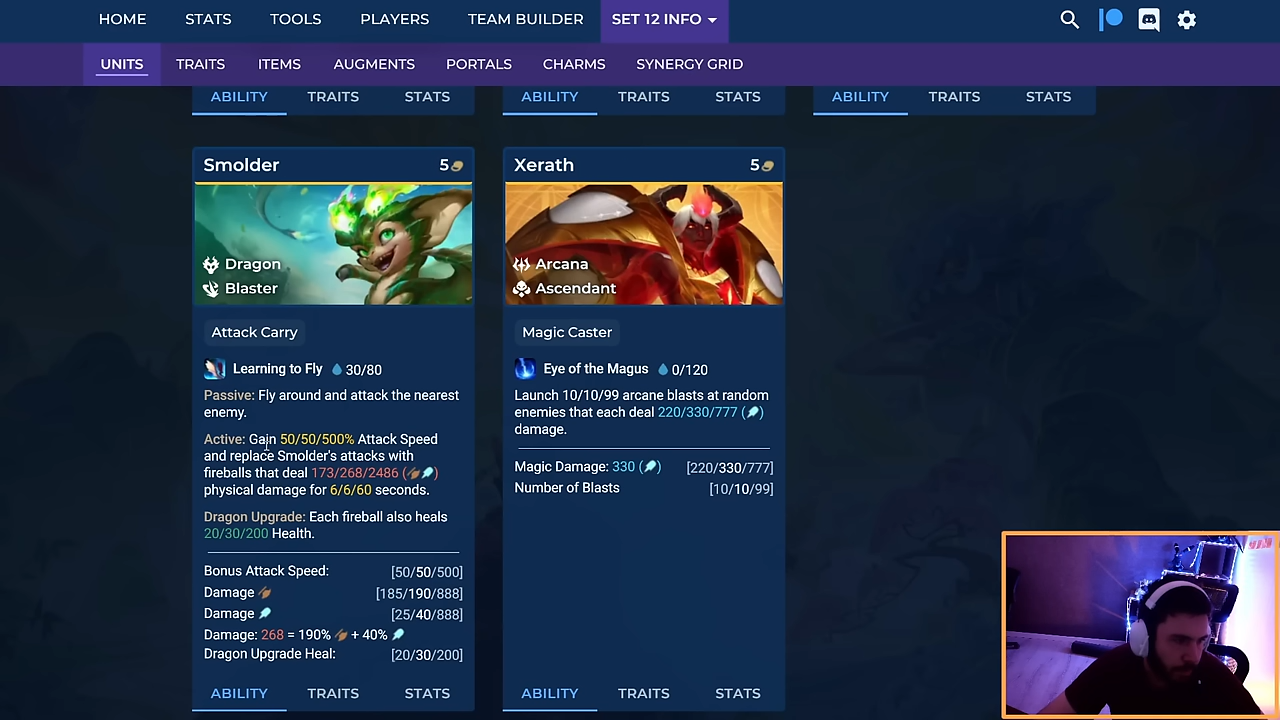 HOME STATS TOOLS PLAYERS TEAM BUILDER SET 12 INFO
UNITS TRAITS ITEMS AUGMENTS PORTALS CHARMS SYNERGY GRID
ABILITY TRAITS STATS
ABILITY TRAITS STATS
ABILITY TRAITS STATS
Smolder 5
Dragon
Blaster
Attack Carry
Learning to Fly 30/80
Passive: Fly around and attack the nearest
enemy.
Active: Gain 50/50/500% Attack Speed
and replace Smolder's attacks with
fireballs that deal 173/268/2486 ( )
physical damage for 6/6/60 seconds.
Dragon Upgrade: Each fireball also heals
20/30/200 Health.
Bonus Attack Speed: [50/50/500]
Damage [185/190/888]
Damage [25/40/888]
Damage: 268 = 190% + 40%
Dragon Upgrade Heal: [20/30/200]
ABILITY TRAITS STATS
Xerath 5
Arcana
Ascendant
Magic Caster
Eye of the Magus 0/120
Launch 10/10/99 arcane blasts at random
enemies that each deal 220/330/777 ( )
damage.
Magic Damage: 330 ( ) [220/330/777]
Number of Blasts [10/10/99]
ABILITY TRAITS STATS